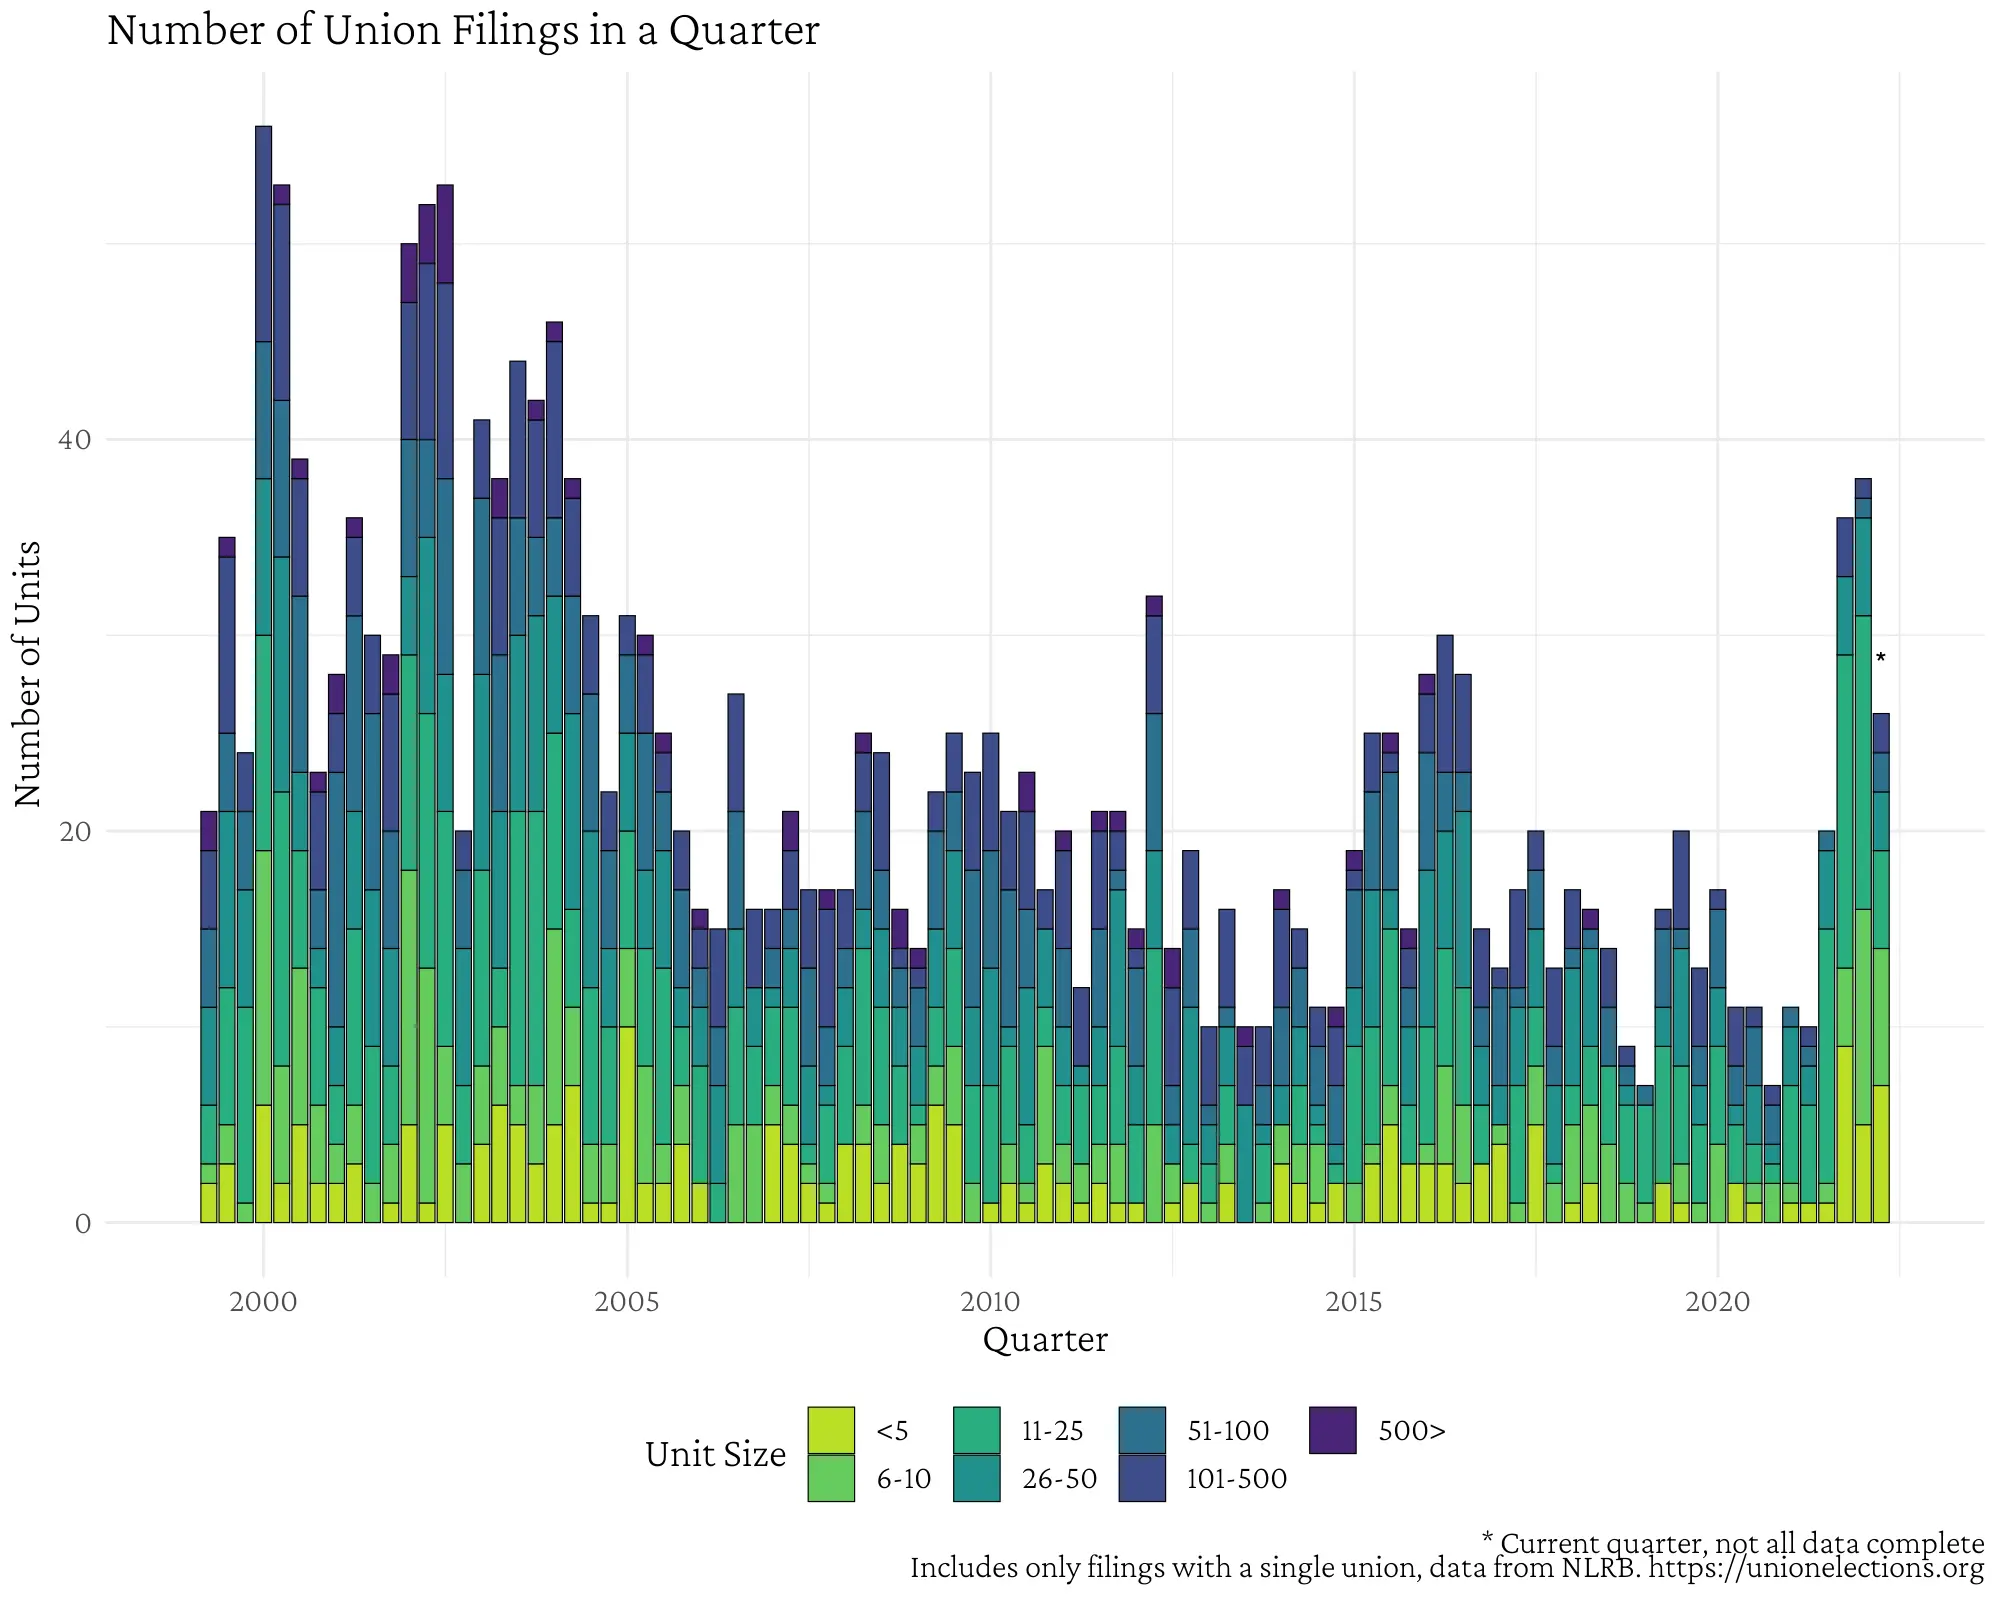 Number of Union Filings in a Quarter
Number of Units
40
20
0
*
2000 2005 2010 2015 2020
Quarter
Unit Size
<5 11-25 51-100 500>
6-10 26-50 101-500
* Current quarter, not all data complete
Includes only filings with a single union, data from NLRB. https://unionelections.org